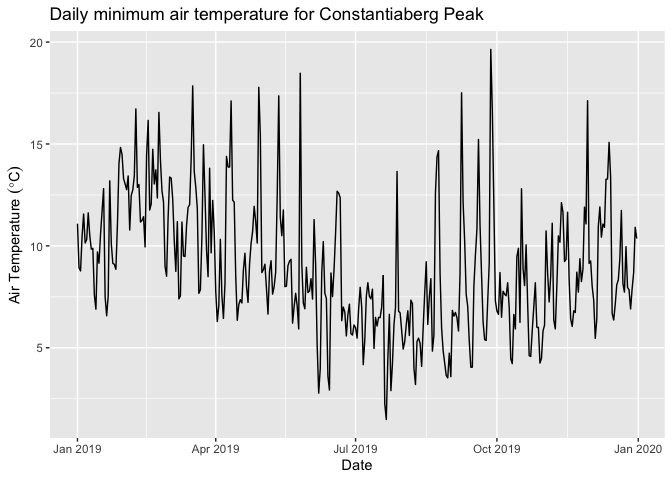 Daily minimum air temperature for Constantiaberg Peak
20
15
10
5
Air Temperature (°C)
Jan 2019 Apr 2019 Jul 2019 Oct 2019 Jan 2020
Date